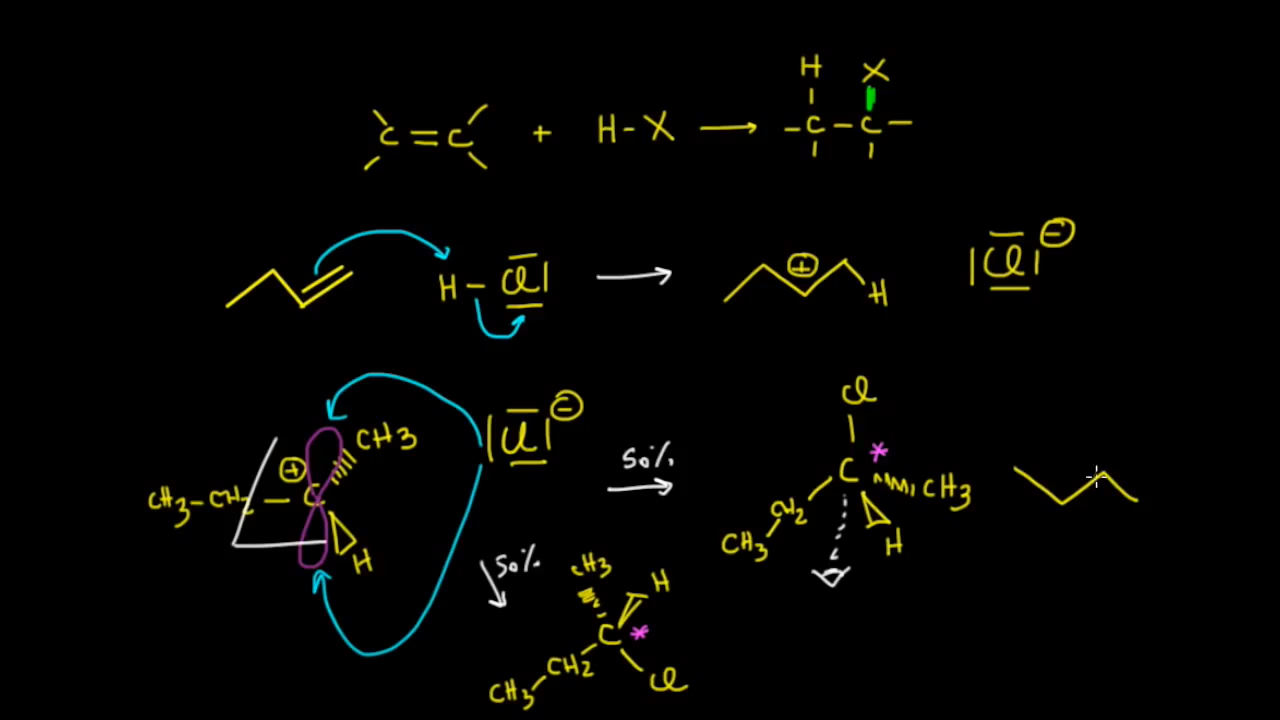 C=C + H-X → H X
-C-C-
H-Cl → ⊕ H Cl ⊖
CH3-CH2-C ⊕ CH3 H
Cl ⊖
50%
Cl
C * CH3
CH2 H
CH3
50%
CH3 H
C *
CH2
CH3 Cl